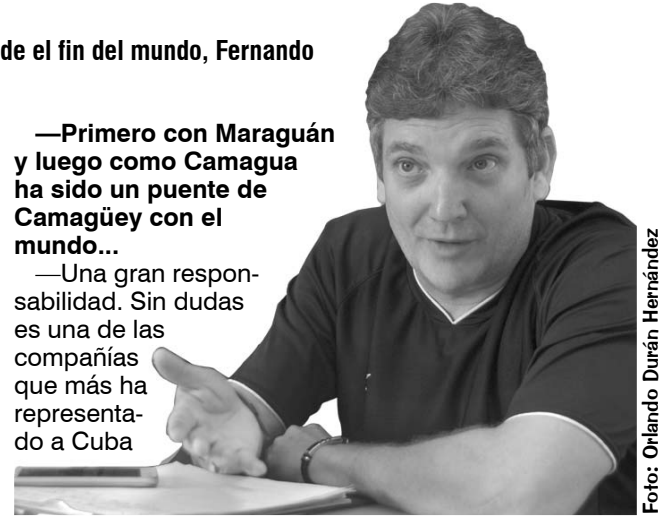 de el fin del mundo, Fernando
—Primero con Maraguán
y luego como Camagua
ha sido un puente de
Camagüey con el
mundo...
—Una gran respon-
sabilidad. Sin dudas
es una de las
compañías
que más ha
representa-
do a Cuba
Foto: Orlando Durán Hernández